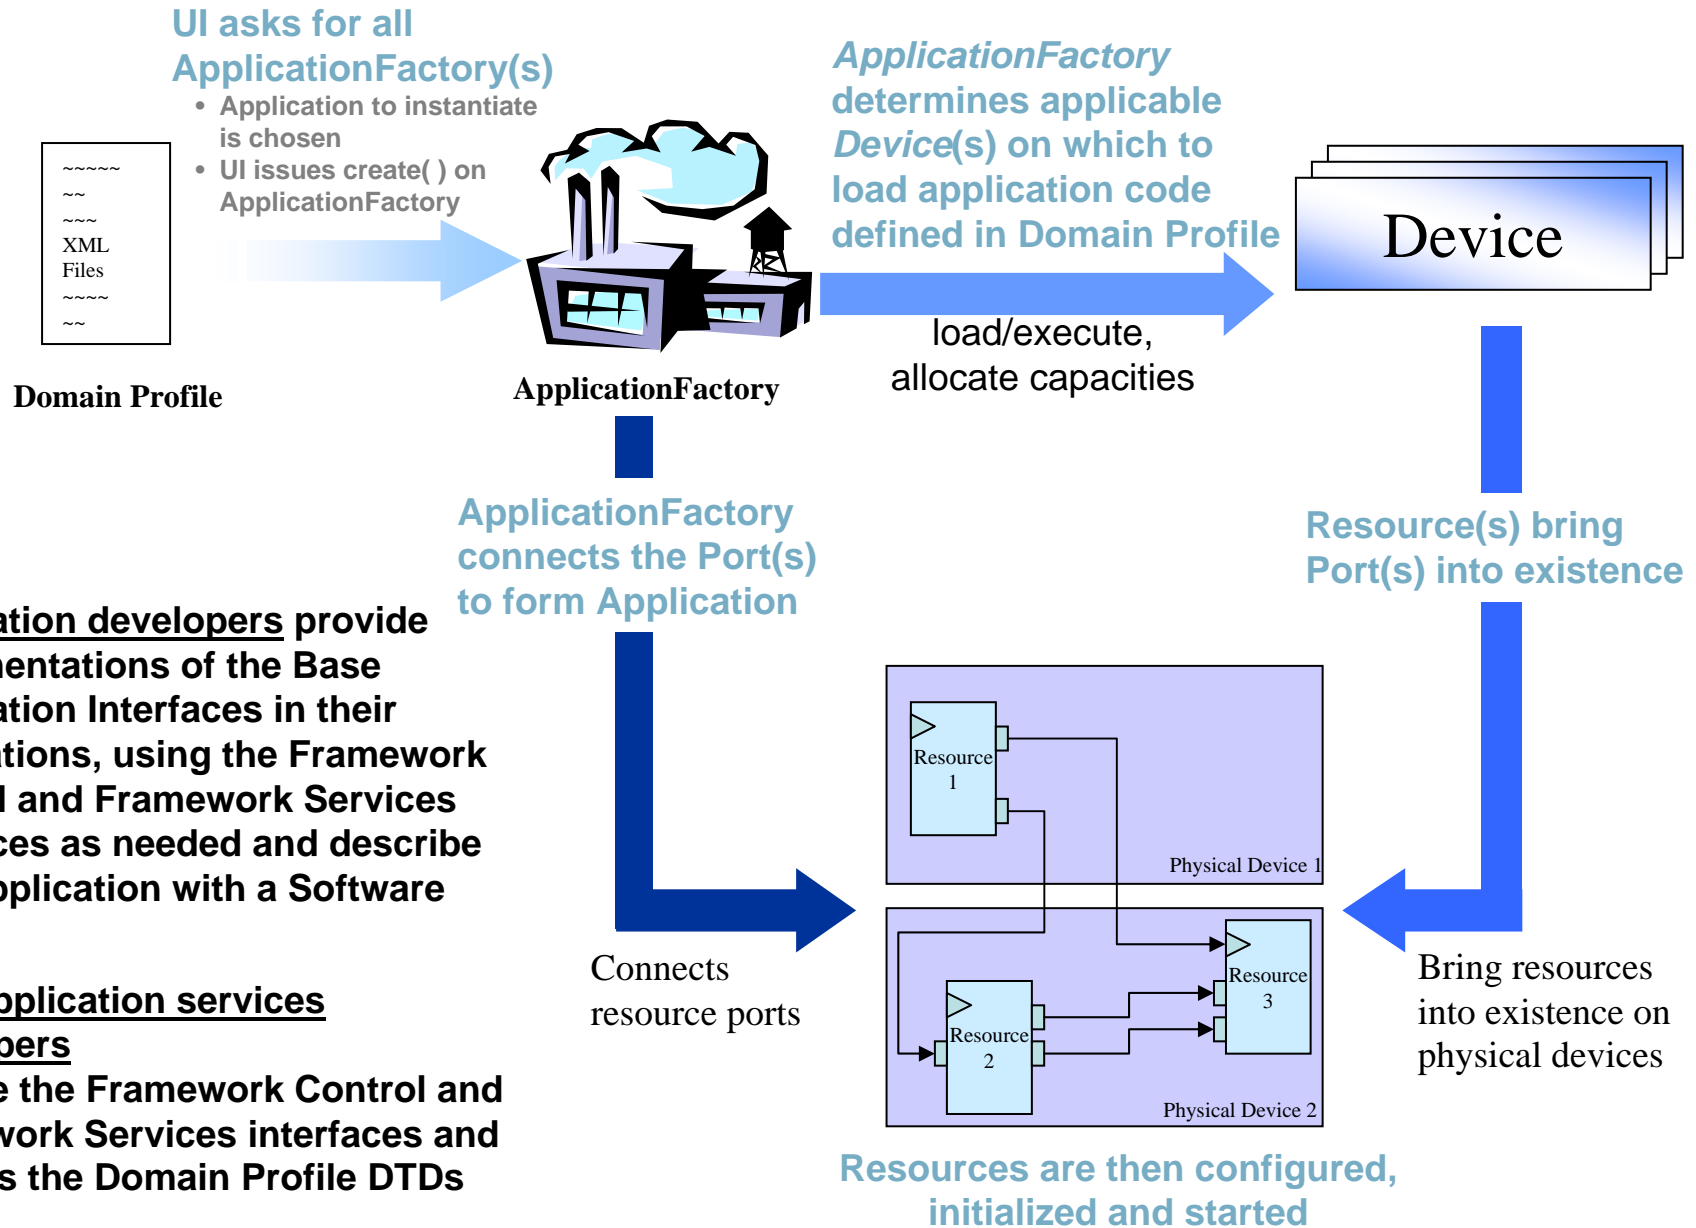 UI asks for all
ApplicationFactory(s)
• Application to instantiate
is chosen
• UI issues create( ) on
ApplicationFactory
ApplicationFactory
determines applicable
Device(s) on which to
load application code
defined in Domain Profile
~~~~~
~~
~~~
XML
Files
~~~~
~~
Domain Profile
ApplicationFactory
load/execute,
allocate capacities
Device
ApplicationFactory
connects the Port(s)
to form Application
Resource(s) bring
Port(s) into existence
ation developers provide
nentations of the Base
ation Interfaces in their
ations, using the Framework
l and Framework Services
ces as needed and describe
pplication with a Software
pplication services
pers
e the Framework Control and
work Services interfaces and
s the Domain Profile DTDs
Connects
resource ports
Resource
1
Physical Device 1
Resource
2
Resource
3
Physical Device 2
Bring resources
into existence on
physical devices
Resources are then configured,
initialized and started